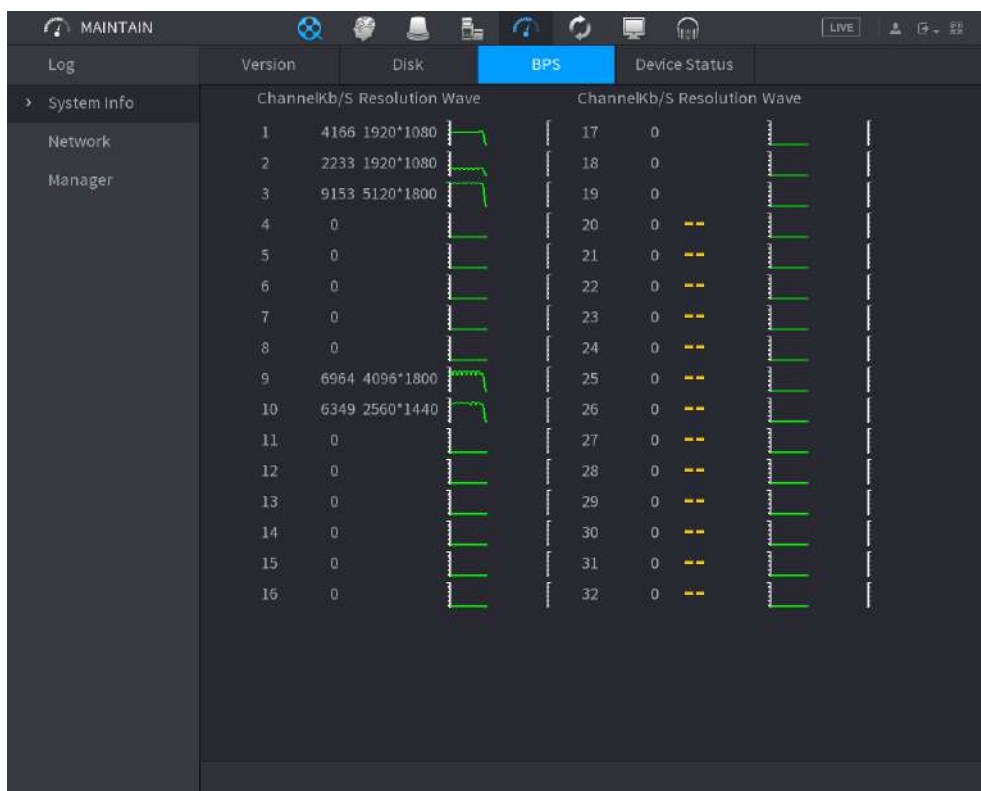 MAINTAIN
LIVE
Log
System Info
Network
Manager
Version Disk BPS Device Status
ChannelKb/S Resolution Wave ChannelKb/S Resolution Wave
1 4166 1920*1080 17 0
2 2233 1920*1080 18 0
3 9153 5120*1800 19 0
4 0 20 0 --
5 0 21 0 --
6 0 22 0 --
7 0 23 0 --
8 0 24 0 --
9 6964 4096*1800 25 0 --
10 6349 2560*1440 26 0 --
11 0 27 0 --
12 0 28 0 --
13 0 29 0 --
14 0 30 0 --
15 0 31 0 --
16 0 32 0 --